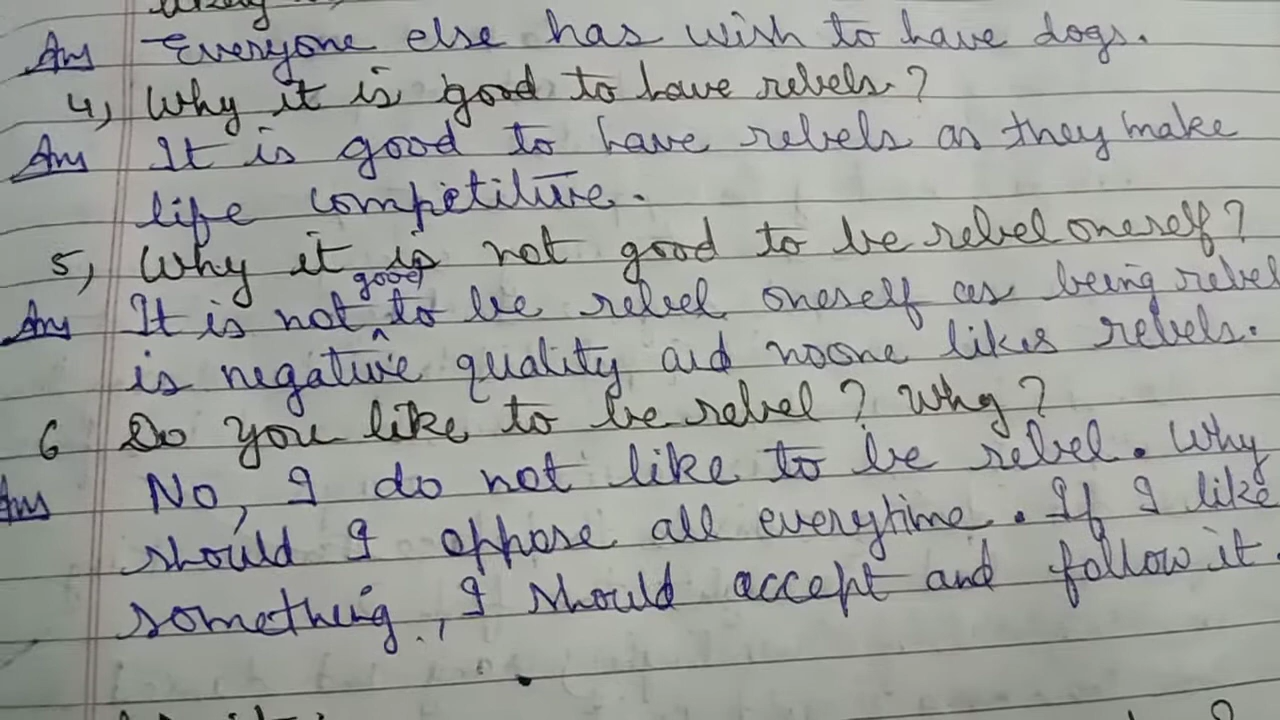 Ans Everyone else has wish to have dogs.
4, Why it is good to have rebels?
Ans It is good to have rebels as they make
life competitive.
5, Why it is not good to be rebel oneself?
Ans It is not good to be rebel oneself as being rebel
is negative quality and noone likes rebels.
6 Do you like to be rebel? Why?
Ans No, I do not like to be rebel. Why
should I oppose all everytime. If I like
something, I should accept and follow it.